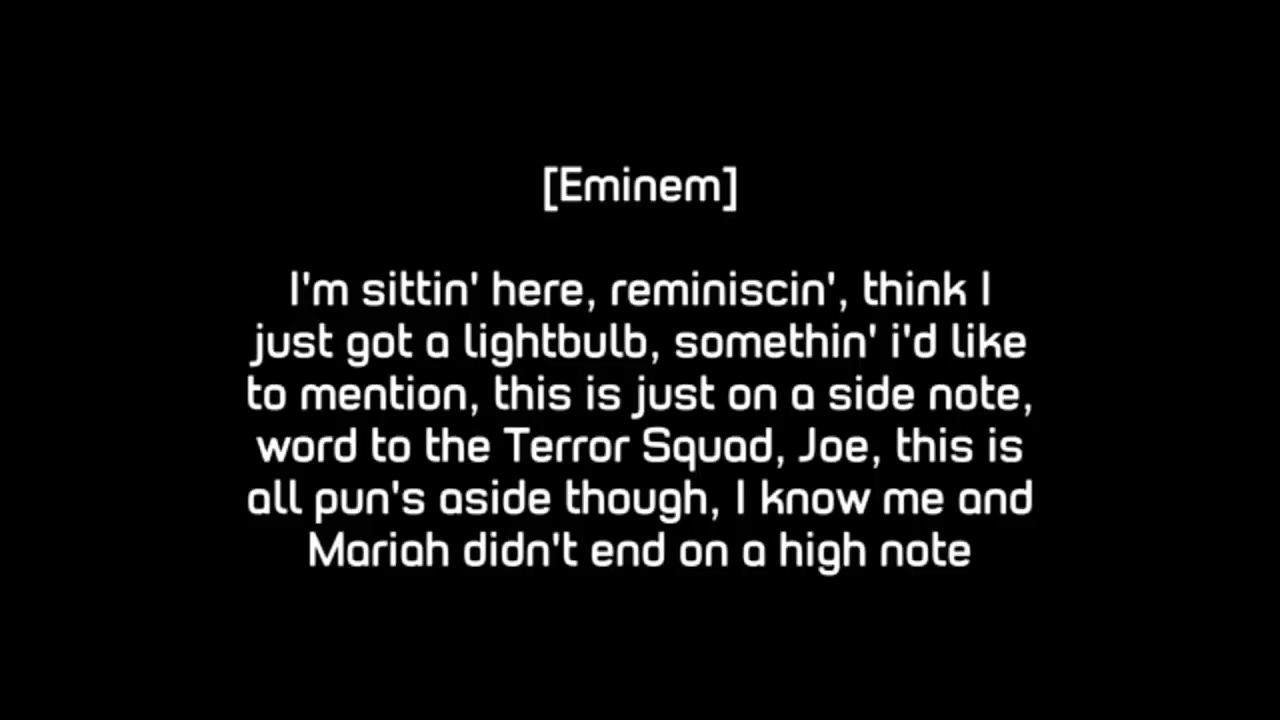 [Eminem]
I'm sittin' here, reminiscin', think I
just got a lightbulb, somethin' i'd like
to mention, this is just on a side note,
word to the Terror Squad, Joe, this is
all pun's aside though, I know me and
Mariah didn't end on a high note